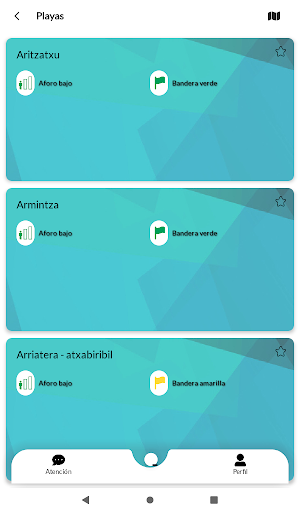 Playas
Aritzatxu
Aforo bajo
Bandera verde
Armintza
Aforo bajo
Bandera verde
Arriatera - atxabiribil
Aforo bajo
Bandera amarilla
Atención
Perfil